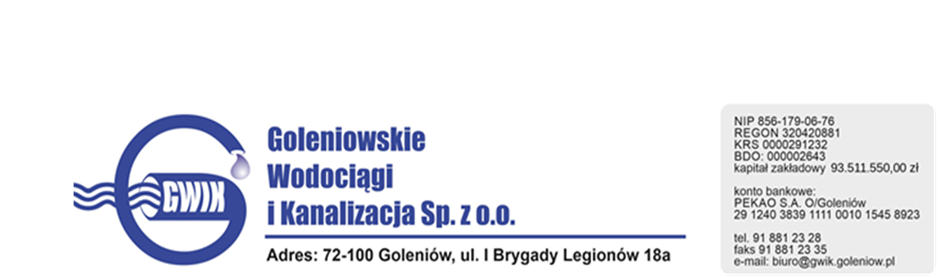 GWIK
Goleniowskie
Wodociągi
i Kanalizacja Sp. z o.o.
Adres: 72-100 Goleniów, ul. I Brygady Legionów 18a
NIP 856-179-06-76
REGON 320420881
KRS 0000291232
BDO: 000002643
kapitał zakładowy 93.511.550,00 zł
konto bankowe:
PEKAO S.A. O/Goleniów
29 1240 3839 1111 0010 1545 8923
tel. 91 881 23 28
faks 91 881 23 35
e-mail: biuro@gwik.goleniow.pl